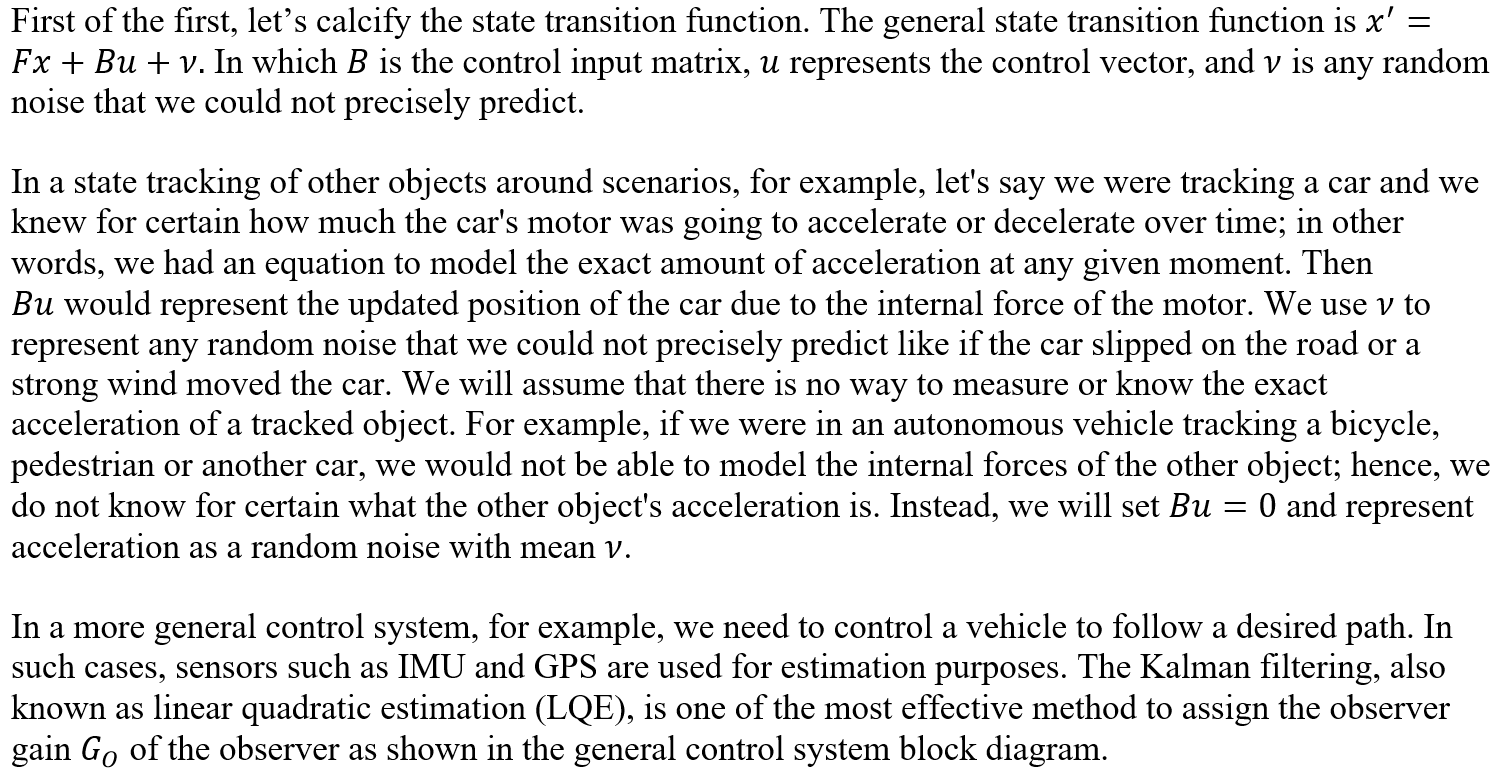 First of the first, let’s calcify the state transition function. The general state transition function is x′ =
Fx + Bu + ν. In which B is the control input matrix, u represents the control vector, and ν is any random
noise that we could not precisely predict.
In a state tracking of other objects around scenarios, for example, let's say we were tracking a car and we
knew for certain how much the car's motor was going to accelerate or decelerate over time; in other
words, we had an equation to model the exact amount of acceleration at any given moment. Then
Bu would represent the updated position of the car due to the internal force of the motor. We use ν to
represent any random noise that we could not precisely predict like if the car slipped on the road or a
strong wind moved the car. We will assume that there is no way to measure or know the exact
acceleration of a tracked object. For example, if we were in an autonomous vehicle tracking a bicycle,
pedestrian or another car, we would not be able to model the internal forces of the other object; hence, we
do not know for certain what the other object's acceleration is. Instead, we will set Bu = 0 and represent
acceleration as a random noise with mean ν.
In a more general control system, for example, we need to control a vehicle to follow a desired path. In
such cases, sensors such as IMU and GPS are used for estimation purposes. The Kalman filtering, also
known as linear quadratic estimation (LQE), is one of the most effective method to assign the observer
gain G_O of the observer as shown in the general control system block diagram.